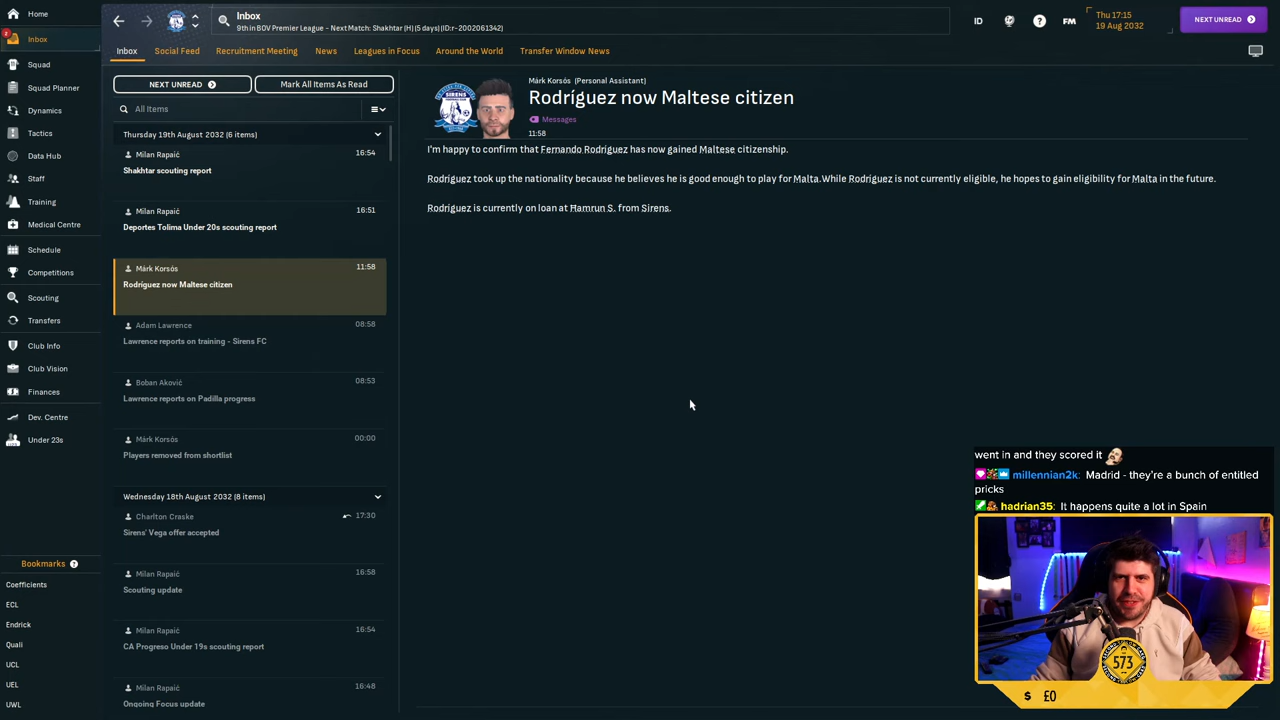 Home
2
Inbox
Squad
Squad Planner
Dynamics
Tactics
Data Hub
Staff
Training
Medical Centre
Schedule
Competitions
Scouting
Transfers
Club Info
Club Vision
Finances
Dev. Centre
Under 23s
Bookmarks ?
Coefficients
ECL
Endrick
Quali
UCL
UEL
UWL
Inbox
9th in BOV Premier League - Next Match: Shakhtar (H) (5 days) (ID:r-2002061342)
ID
?
FM
Thu 17:15
19 Aug 2032
NEXT UNREAD
Inbox
Social Feed
Recruitment Meeting
News
Leagues in Focus
Around the World
Transfer Window News
NEXT UNREAD
Mark All Items As Read
All Items
Thursday 19th August 2032 (6 items)
Milan Rapaić 16:54
Shakhtar scouting report
Milan Rapaić 16:51
Deportes Tolima Under 20s scouting report
Márk Korsós 11:58
Rodríguez now Maltese citizen
Adam Lawrence 08:58
Lawrence reports on training - Sirens FC
Boban Aković 08:53
Lawrence reports on Padilla progress
Márk Korsós 00:00
Players removed from shortlist
Wednesday 18th August 2032 (8 items)
Charlton Craske 17:30
Sirens' Vega offer accepted
Milan Rapaić 16:58
Scouting update
Milan Rapaić 16:54
CA Progreso Under 19s scouting report
Milan Rapaić 16:48
Ongoing Focus update
SIRENS
Márk Korsós (Personal Assistant)
Rodríguez now Maltese citizen
Messages
11:58
I'm happy to confirm that Fernando Rodríguez has now gained Maltese citizenship.
Rodríguez took up the nationality because he believes he is good enough to play for Malta.While Rodríguez is not currently eligible, he hopes to gain eligibility for Malta in the future.
Rodríguez is currently on loan at Ħamrun S. from Sirens.
went in and they scored it
millennian2k: Madrid - they're a bunch of entitled
pricks
hadrian35: It happens quite a lot in Spain
573
$ £0